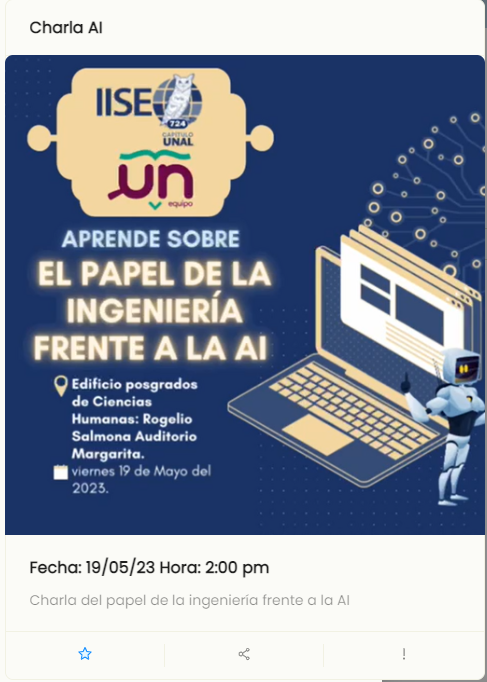 Charla AI
IISE
724
CAPITULO
UNAL
un
equipo
APRENDE SOBRE
EL PAPEL DE LA
INGENIERÍA
FRENTE A LA AI
Edificio posgrados
de Ciencias
Humanas: Rogelio
Salmona Auditorio
Margarita.
viernes 19 de Mayo del
2023.
Fecha: 19/05/23 Hora: 2:00 pm
Charla del papel de la ingeniería frente a la AI